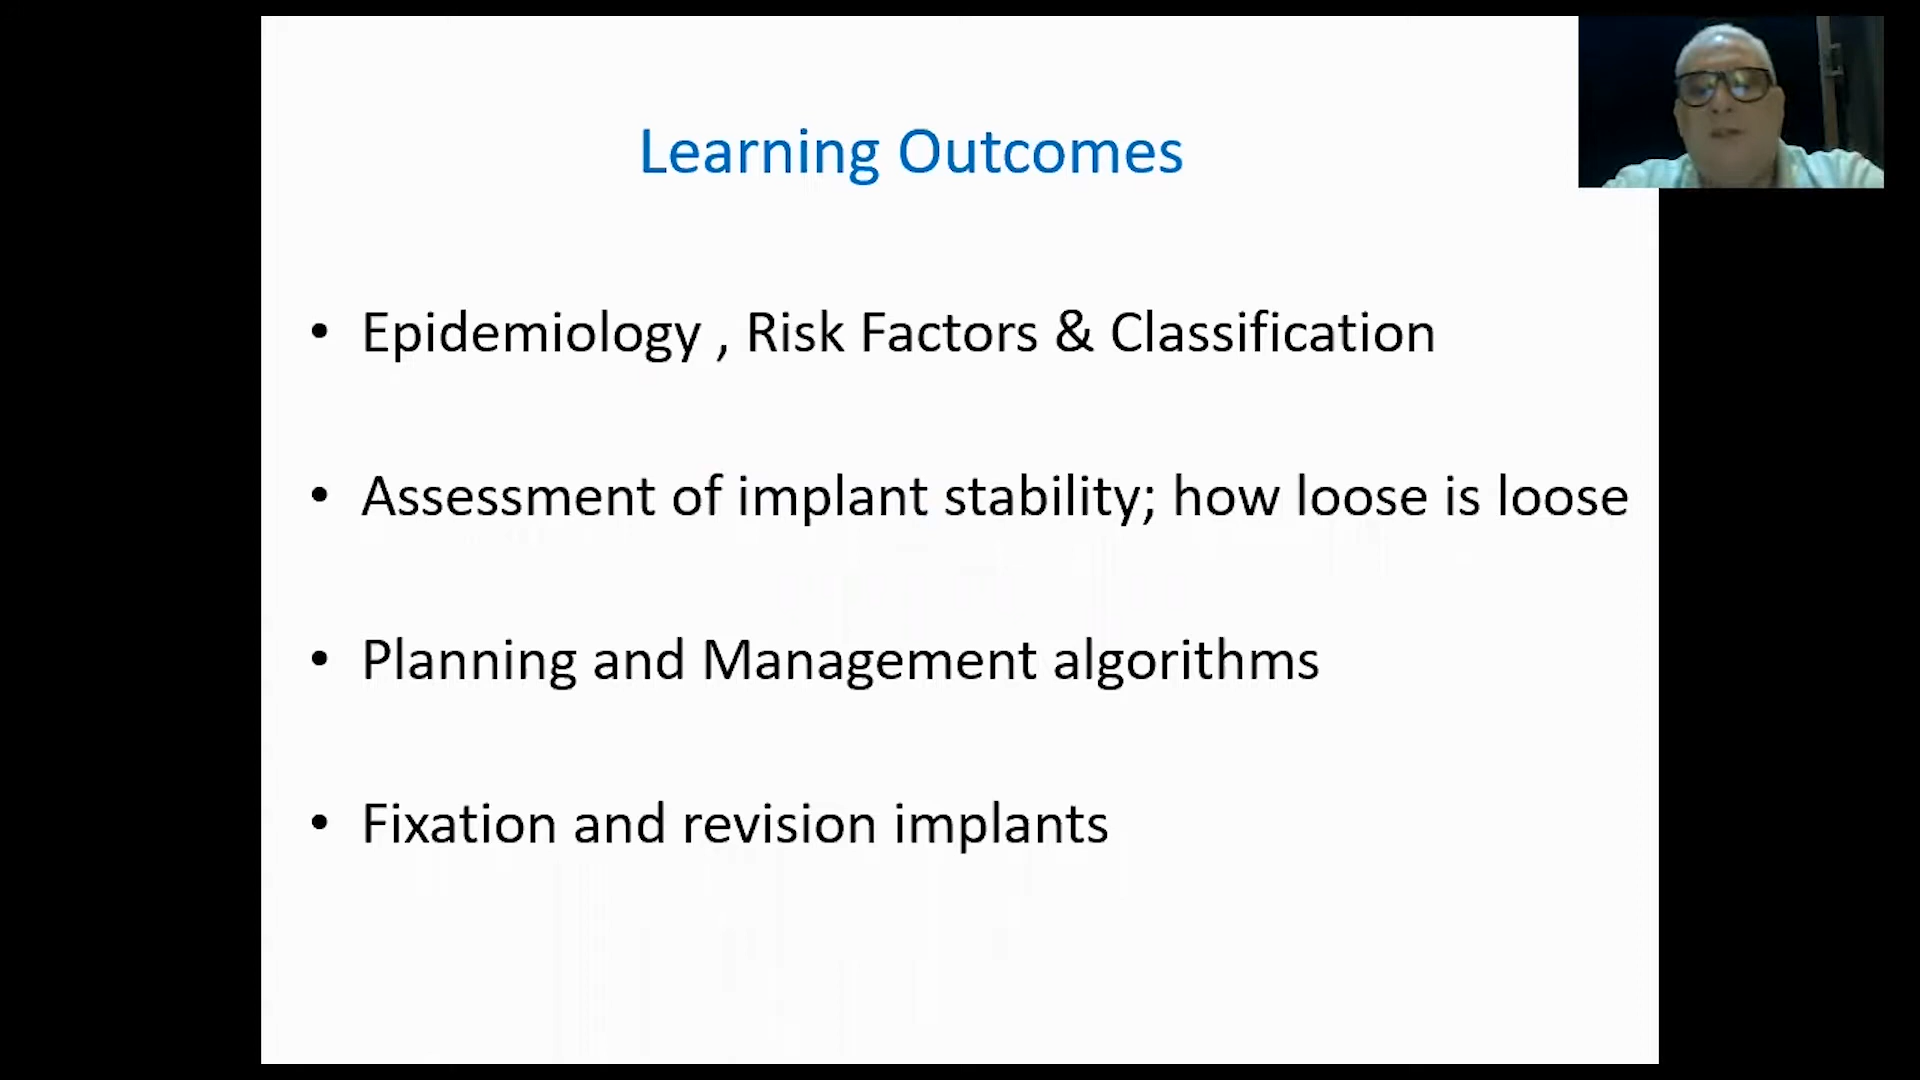 Learning Outcomes
• Epidemiology , Risk Factors & Classification
• Assessment of implant stability; how loose is loose
• Planning and Management algorithms
• Fixation and revision implants